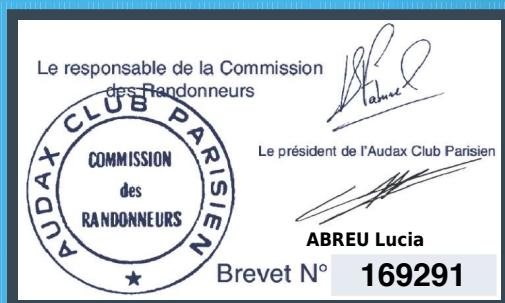 Le responsable de la Commission
des Randonneurs
AUDAX CLUB PARISIEN
COMMISSION
des
RANDONNEURS
Le président de l'Audax Club Parisien
ABREU Lucia
Brevet N° 169291